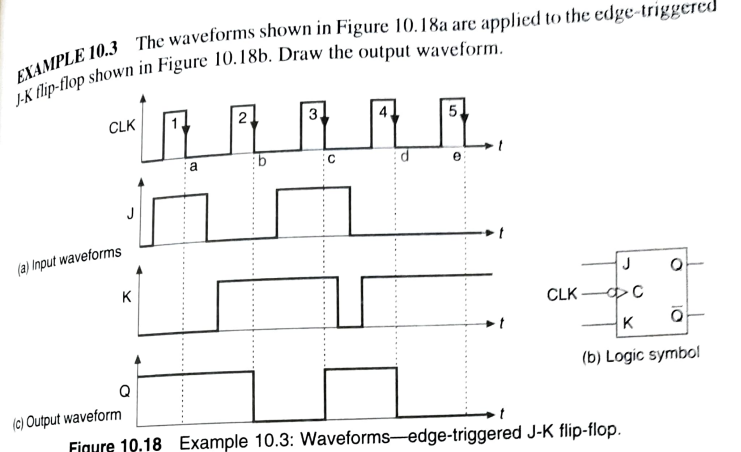 EXAMPLE 10.3 The waveforms shown in Figure 10.18a are applied to the edge-triggered
J-K flip-flop shown in Figure 10.18b. Draw the output waveform.
CLK 1 2 3 4 5 t
a b c d e
J t
(a) Input waveforms
K t
J Q
CLK C
K Q̅
(b) Logic symbol
Q t
(c) Output waveform
Figure 10.18 Example 10.3: Waveforms—edge-triggered J-K flip-flop.